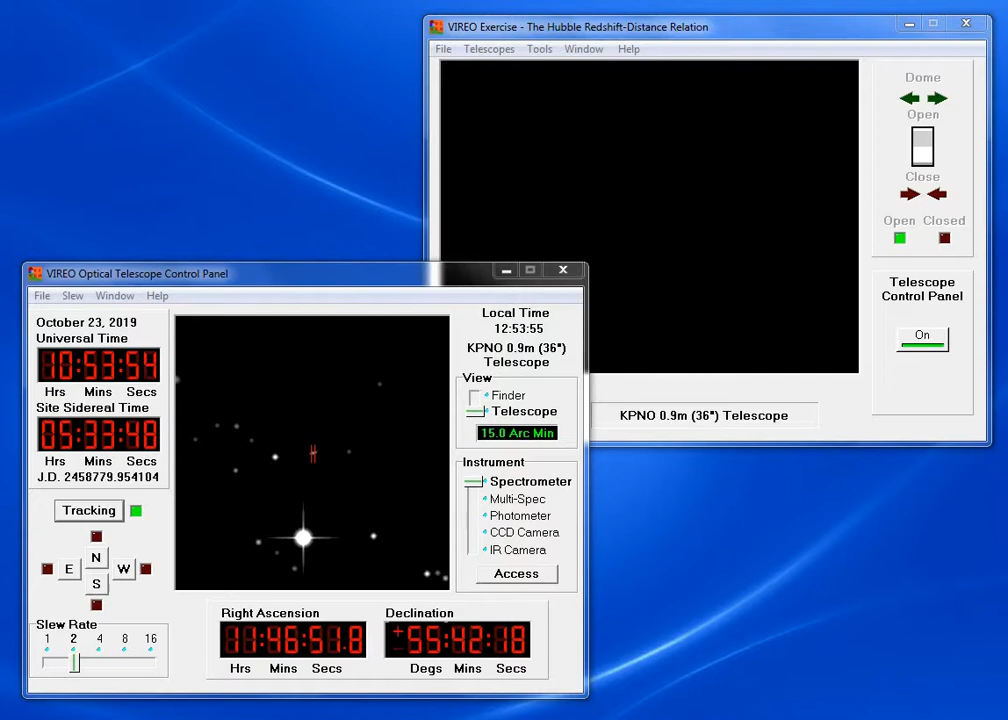 VIREO Exercise - The Hubble Redshift-Distance Relation
File Telescopes Tools Window Help
Dome
Open
Close
Open Closed
Telescope
Control Panel
On
KPNO 0.9m (36") Telescope
VIREO Optical Telescope Control Panel
File Slew Window Help
October 23, 2019
Universal Time
10:53:54
Hrs Mins Secs
Site Sidereal Time
05:33:48
Hrs Mins Secs
J.D. 2458779.954104
Tracking
N
E W
S
Slew Rate
1 2 4 8 16
Local Time
12:53:55
KPNO 0.9m (36")
Telescope
View
Finder
Telescope
15.0 Arc Min
Instrument
Spectrometer
Multi-Spec
Photometer
CCD Camera
IR Camera
Access
Right Ascension
11:46:51.8
Hrs Mins Secs
Declination
+55:42:18
Degs Mins Secs